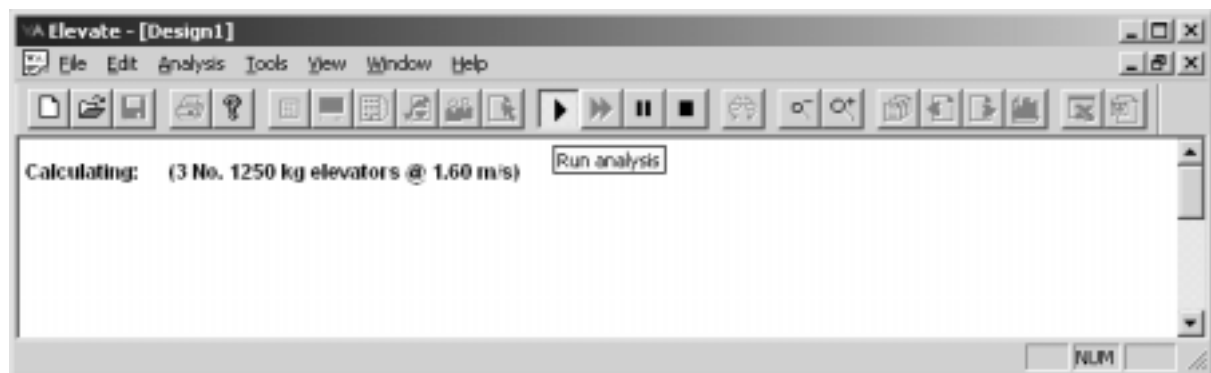 Elevate - [Design1]
File Edit Analysis Tools View Window Help
Run analysis
Calculating: (3 No. 1250 kg elevators @ 1.60 m/s)
NUM